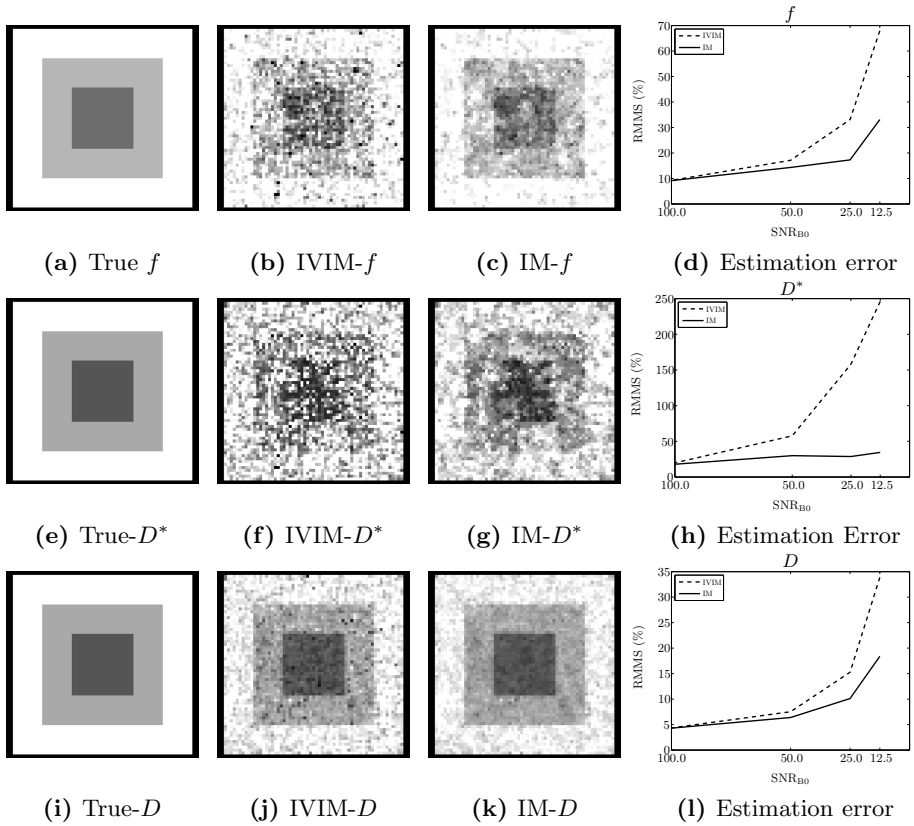 f
70
60
50
40
30
20
10
0
RMMS (%)
IVIM
IM
100.0 50.0 25.0 12.5
SNR_B0
(a) True f (b) IVIM-f (c) IM-f (d) Estimation error
D*
250
200
150
100
50
0
RMMS (%)
IVIM
IM
100.0 50.0 25.0 12.5
SNR_B0
(e) True-D* (f) IVIM-D* (g) IM-D* (h) Estimation Error
D
35
30
25
20
15
10
5
0
RMMS (%)
IVIM
IM
100.0 50.0 25.0 12.5
SNR_B0
(i) True-D (j) IVIM-D (k) IM-D (l) Estimation error